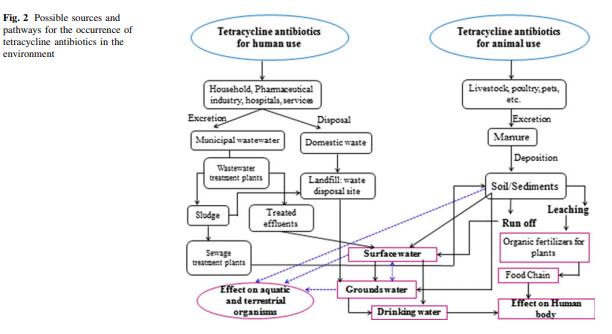 Fig. 2 Possible sources and
pathways for the occurrence of
tetracycline antibiotics in the
environment
Tetracycline antibiotics
for human use
Tetracycline antibiotics
for animal use
Household, Pharmaceutical
industry, hospitals, services
Livestock, poultry, pets,
etc.
Excretion
Disposal
Excretion
Municipal wastewater
Domestic waste
Manure
Deposition
Wastewater
treatment plants
Landfill: waste
disposal site
Soil/Sediments
Sludge
Treated
effluents
Leaching
Run off
Organic fertilizers for
plants
Sewage
treatment plants
Surface water
Food Chain
Effect on aquatic
and terrestrial
organisms
Grounds water
Drinking water
Effect on Human
body